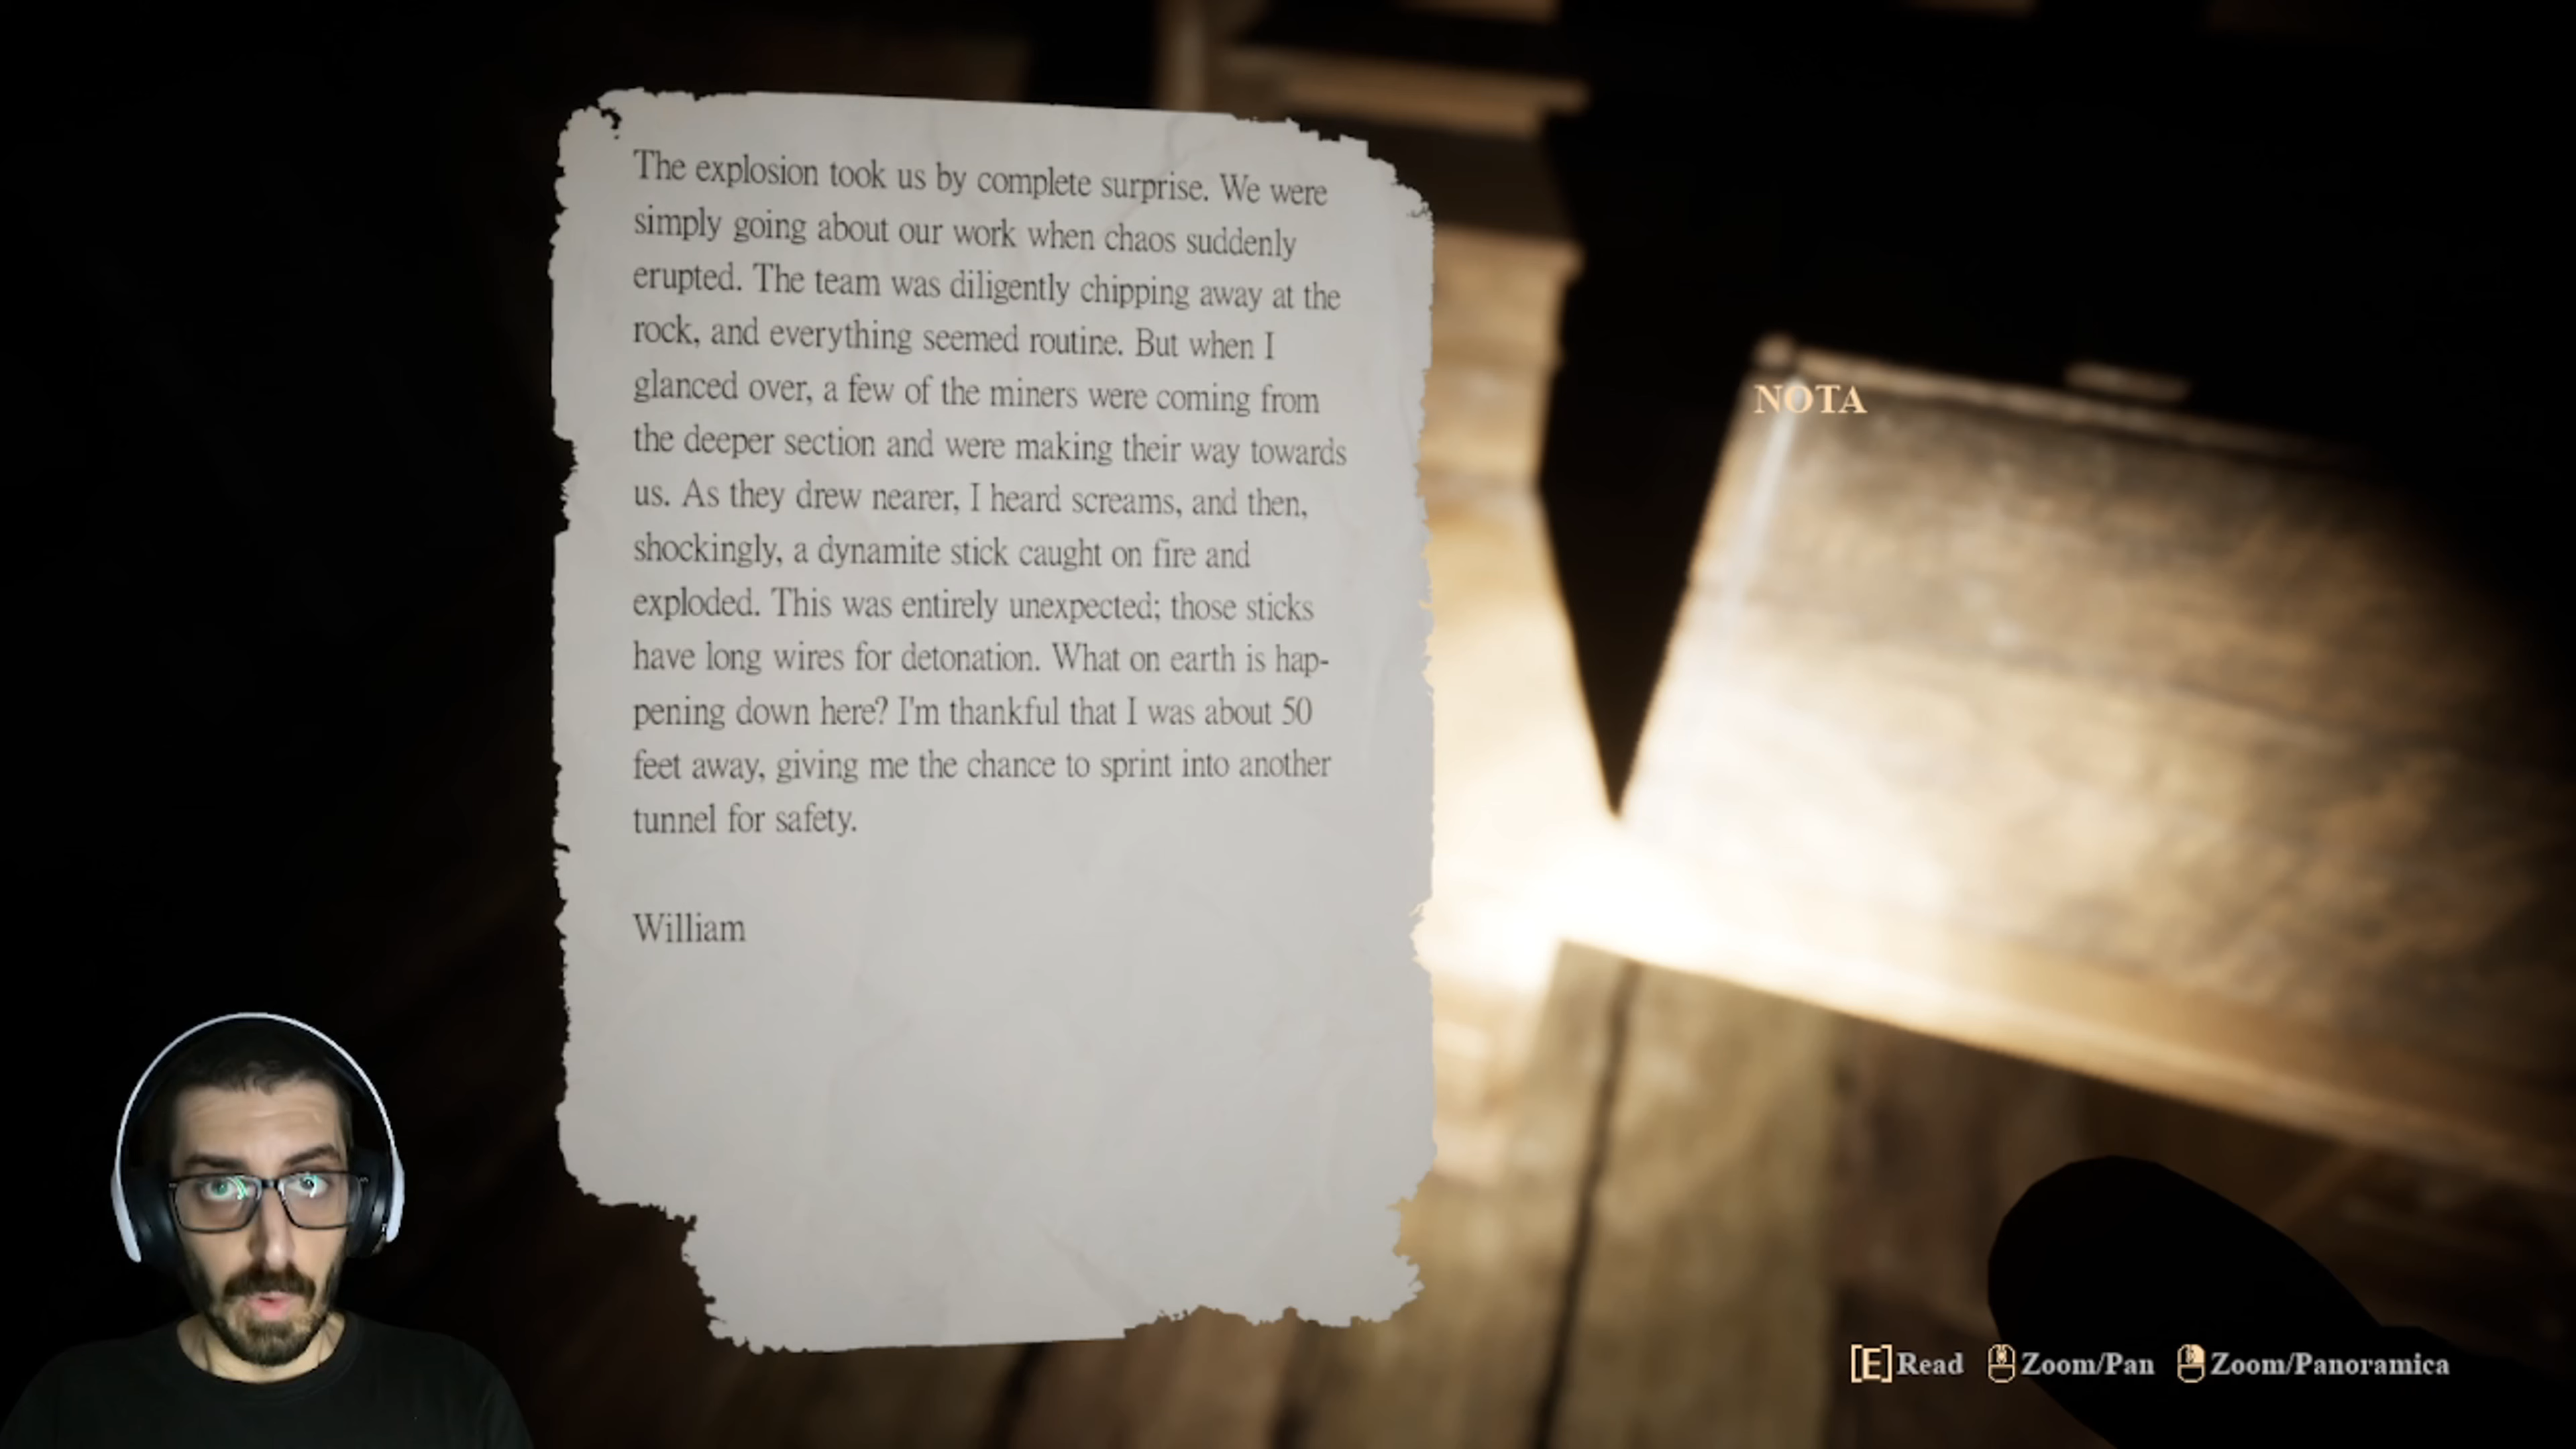 The explosion took us by complete surprise. We were
simply going about our work when chaos suddenly
erupted. The team was diligently chipping away at the
rock, and everything seemed routine. But when I
glanced over, a few of the miners were coming from
the deeper section and were making their way towards
us. As they drew nearer, I heard screams, and then,
shockingly, a dynamite stick caught on fire and
exploded. This was entirely unexpected; those sticks
have long wires for detonation. What on earth is hap-
pening down here? I'm thankful that I was about 50
feet away, giving me the chance to sprint into another
tunnel for safety.
William
NOTA
[E]Read Zoom/Pan Zoom/Panoramica